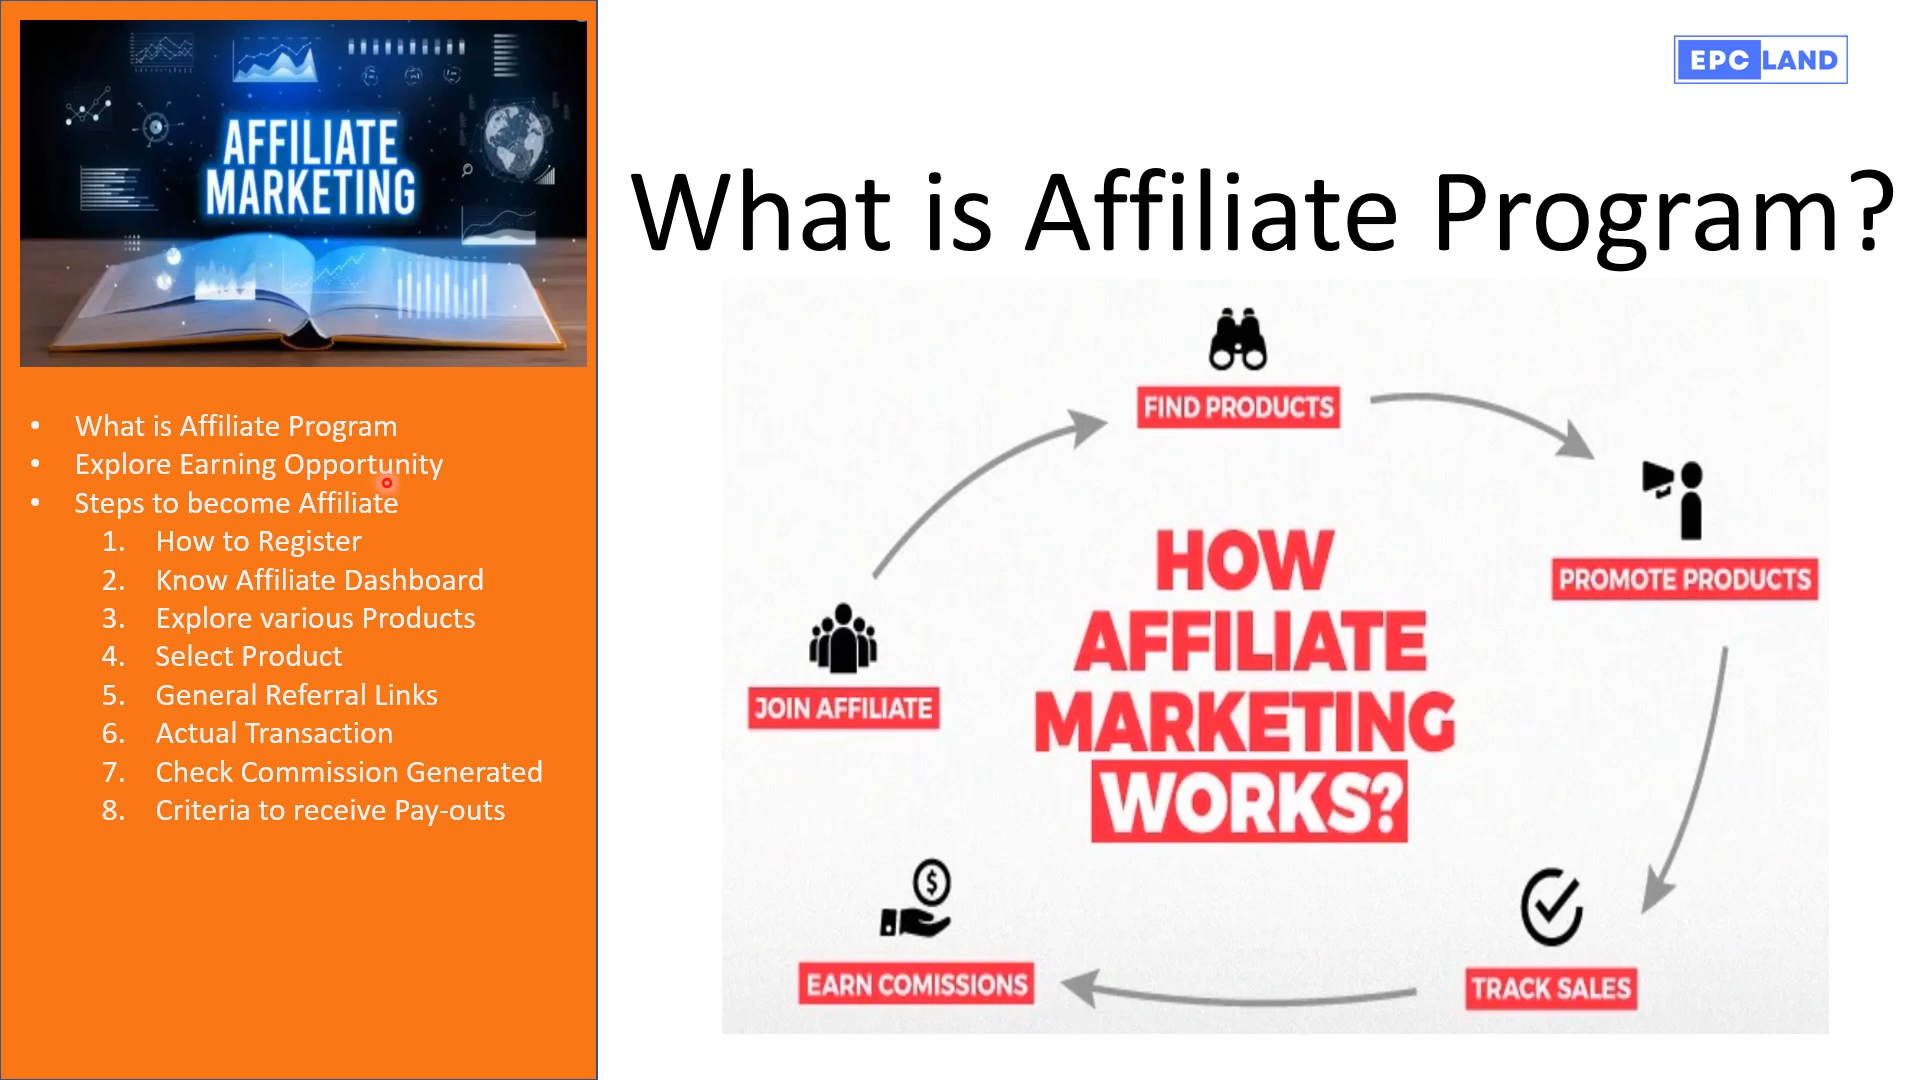 AFFILIATE
MARKETING
• What is Affiliate Program
• Explore Earning Opportunity
• Steps to become Affiliate
1. How to Register
2. Know Affiliate Dashboard
3. Explore various Products
4. Select Product
5. General Referral Links
6. Actual Transaction
7. Check Commission Generated
8. Criteria to receive Pay-outs
EPC LAND
What is Affiliate Program?
FIND PRODUCTS
PROMOTE PRODUCTS
JOIN AFFILIATE
HOW
AFFILIATE
MARKETING
WORKS?
$
EARN COMISSIONS
TRACK SALES